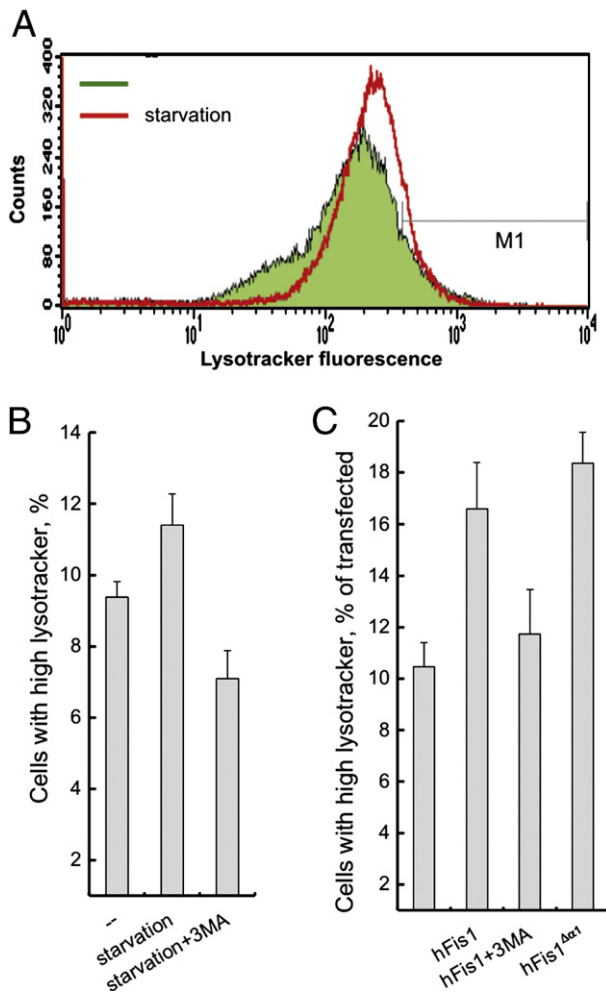 A
--
starvation
400
320
240
160
80
0
Counts
M1
10⁰
10¹
10²
10³
10⁴
Lysotracker fluorescence
B
14
12
10
8
6
4
2
Cells with high lysotracker, %
--
starvation
starvation+3MA
C
20
18
16
14
12
10
8
6
4
2
Cells with high lysotracker, % of transfected
hFis1
hFis1+3MA
hFis1Δα1